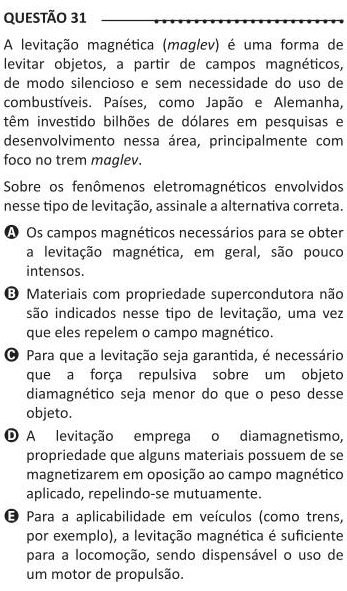 QUESTÃO 31
A levitação magnética (maglev) é uma forma de
levitar objetos, a partir de campos magnéticos,
de modo silencioso e sem necessidade do uso de
combustíveis. Países, como Japão e Alemanha,
têm investido bilhões de dólares em pesquisas e
desenvolvimento nessa área, principalmente com
foco no trem maglev.
Sobre os fenômenos eletromagnéticos envolvidos
nesse tipo de levitação, assinale a alternativa correta.
A Os campos magnéticos necessários para se obter
a levitação magnética, em geral, são pouco
intensos.
B Materiais com propriedade supercondutora não
são indicados nesse tipo de levitação, uma vez
que eles repelem o campo magnético.
C Para que a levitação seja garantida, é necessário
que a força repulsiva sobre um objeto
diamagnético seja menor do que o peso desse
objeto.
D A levitação emprega o diamagnetismo,
propriedade que alguns materiais possuem de se
magnetizarem em oposição ao campo magnético
aplicado, repelindo-se mutuamente.
E Para a aplicabilidade em veículos (como trens,
por exemplo), a levitação magnética é suficiente
para a locomoção, sendo dispensável o uso de
um motor de propulsão.